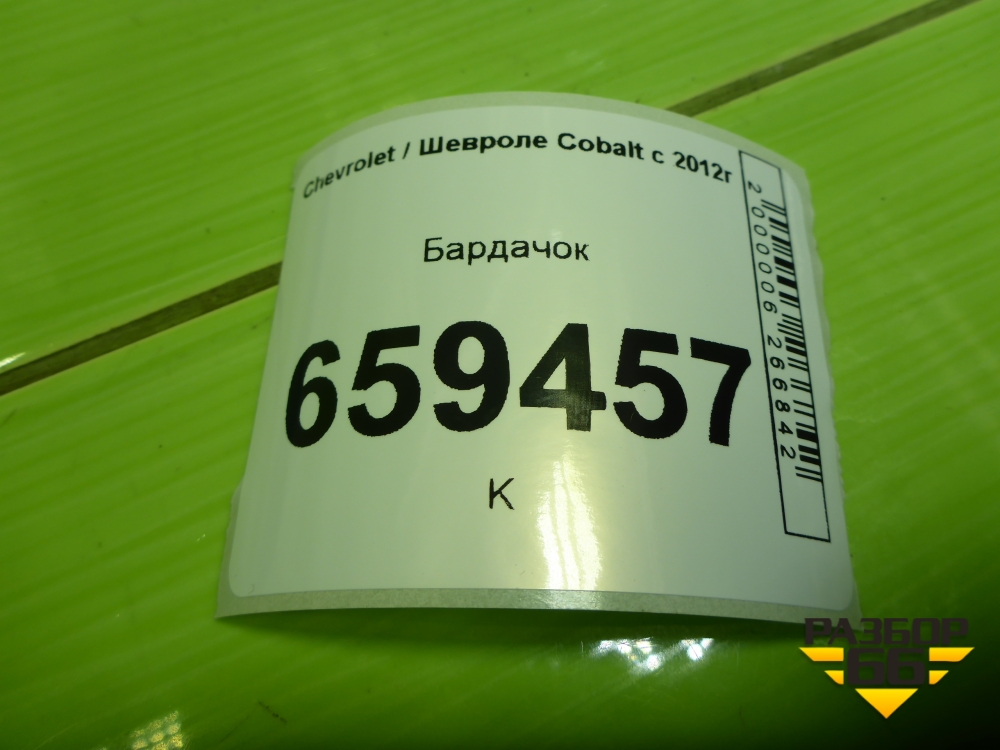 Chevrolet / Шевроле Cobalt с 2012г
Бардачок
659457
К
2000006266842
РАЗБОР
66